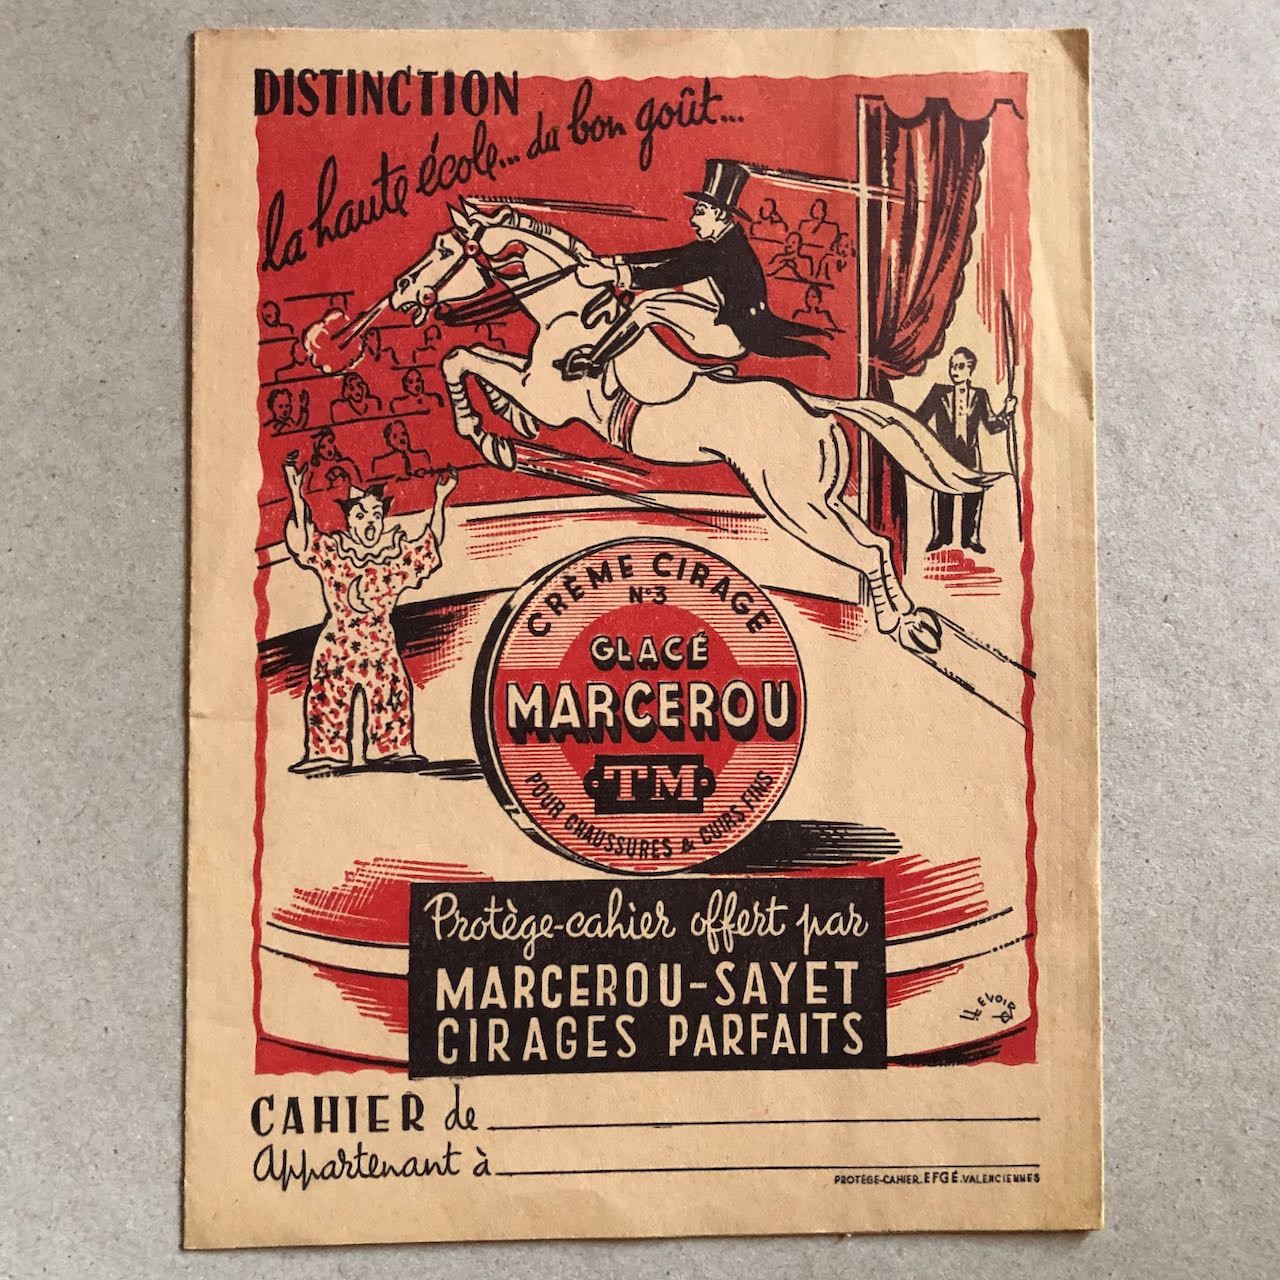 DISTINCTION
la haute école... du bon goût...
CRÈME CIRAGE
N°3
GLACÉ
MARCEROU
TM
POUR CHAUSSURES & CUIRS FINS
Protège-cahier offert par
MARCEROU-SAYET
CIRAGES PARFAITS
CAHIER de
Appartenant à
PROTÈGE-CAHIER.EFGÉ.VALENCIENNES